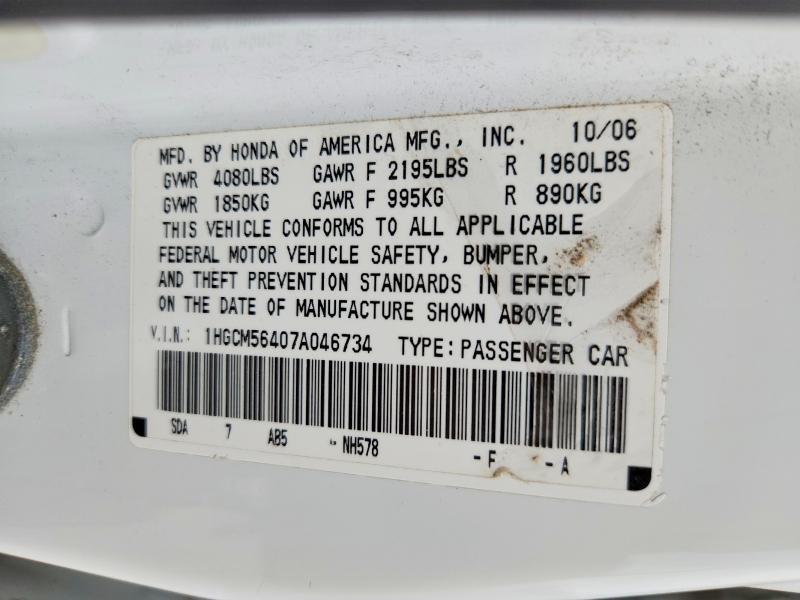 MFD. BY HONDA OF AMERICA MFG., INC. 10/06
GVWR 4080LBS GAWR F 2195LBS R 1960LBS
GVWR 1850KG GAWR F 995KG R 890KG
THIS VEHICLE CONFORMS TO ALL APPLICABLE
FEDERAL MOTOR VEHICLE SAFETY, BUMPER,
AND THEFT PREVENTION STANDARDS IN EFFECT
ON THE DATE OF MANUFACTURE SHOWN ABOVE.
V.I.N.: 1HGCM56407A046734 TYPE: PASSENGER CAR
SDA 7 AB5 NH578 -F -A